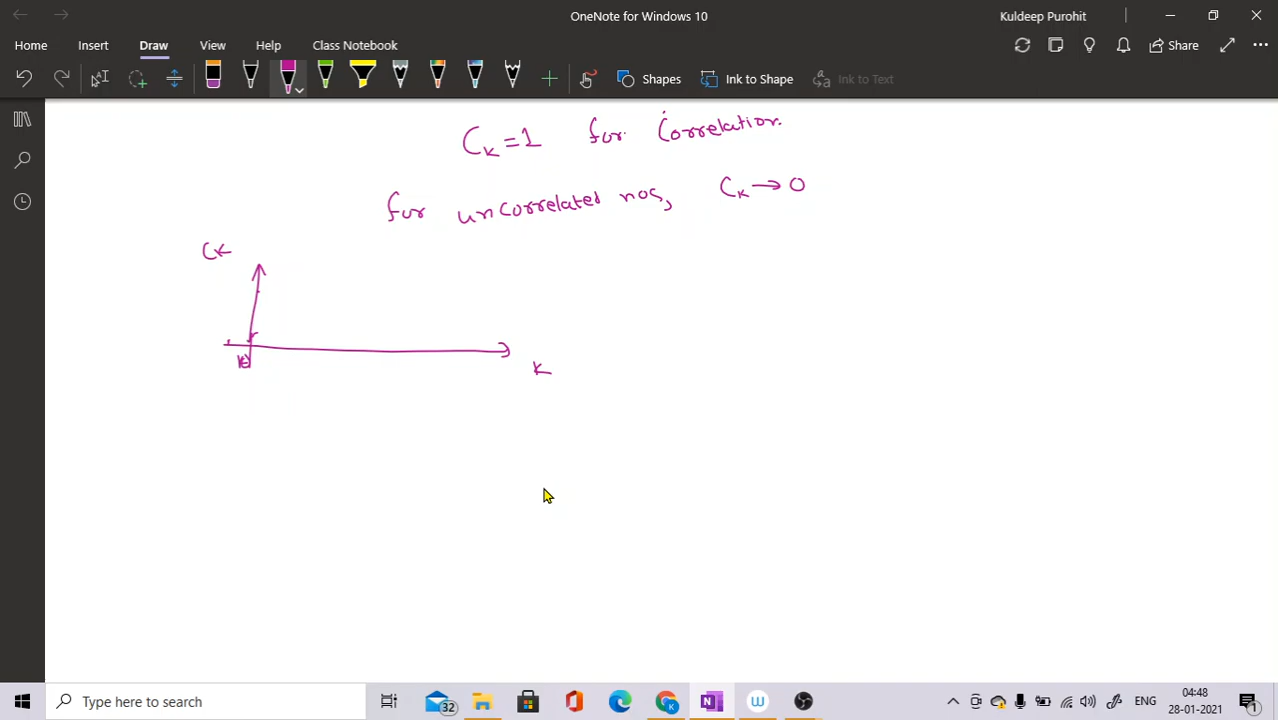 OneNote for Windows 10
Kuldeep Purohit
Home Insert Draw View Help Class Notebook
Share
Shapes Ink to Shape Ink to Text
CK=1 for Correlation.
for uncorrelated nos, CK→0
CK
K
Type here to search
32
W
ENG
04:48
28-01-2021
1